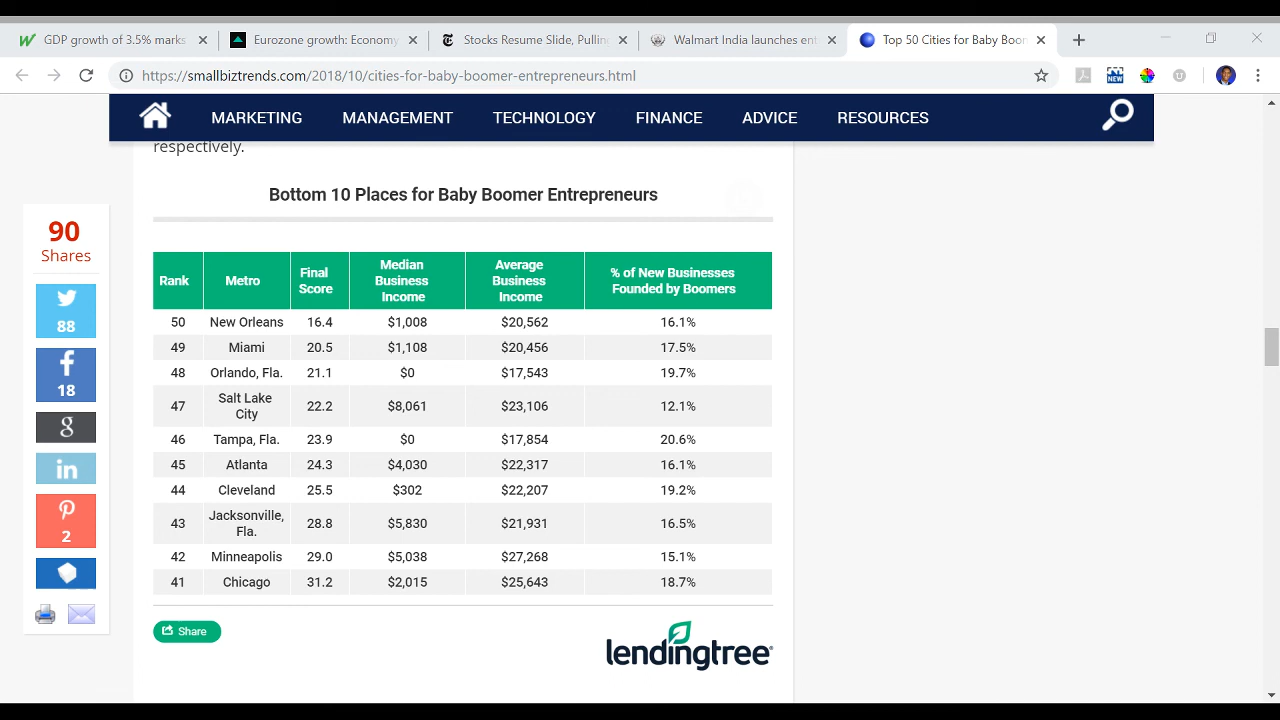 GDP growth of 3.5% marks
Eurozone growth: Economy
Stocks Resume Slide, Pulling
Walmart India launches ent
Top 50 Cities for Baby Boom
https://smallbiztrends.com/2018/10/cities-for-baby-boomer-entrepreneurs.html
NEW
MARKETING MANAGEMENT TECHNOLOGY FINANCE ADVICE RESOURCES
respectively.
Bottom 10 Places for Baby Boomer Entrepreneurs
90
Shares
88
18
2
Rank Metro Final Score Median Business Income Average Business Income % of New Businesses Founded by Boomers
50 New Orleans 16.4 $1,008 $20,562 16.1%
49 Miami 20.5 $1,108 $20,456 17.5%
48 Orlando, Fla. 21.1 $0 $17,543 19.7%
47 Salt Lake City 22.2 $8,061 $23,106 12.1%
46 Tampa, Fla. 23.9 $0 $17,854 20.6%
45 Atlanta 24.3 $4,030 $22,317 16.1%
44 Cleveland 25.5 $302 $22,207 19.2%
43 Jacksonville, Fla. 28.8 $5,830 $21,931 16.5%
42 Minneapolis 29.0 $5,038 $27,268 15.1%
41 Chicago 31.2 $2,015 $25,643 18.7%
Share
lendingtree